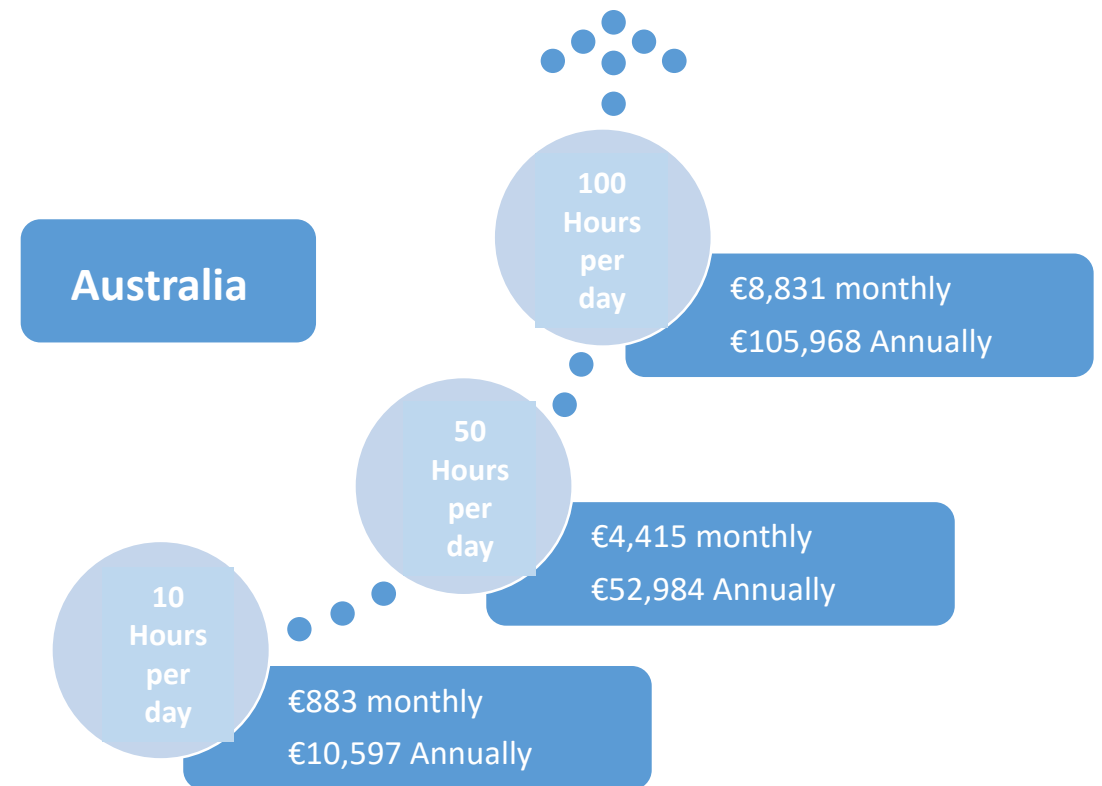 Australia
100
Hours
per
day
€8,831 monthly
€105,968 Annually
50
Hours
per
day
€4,415 monthly
€52,984 Annually
10
Hours
per
day
€883 monthly
€10,597 Annually